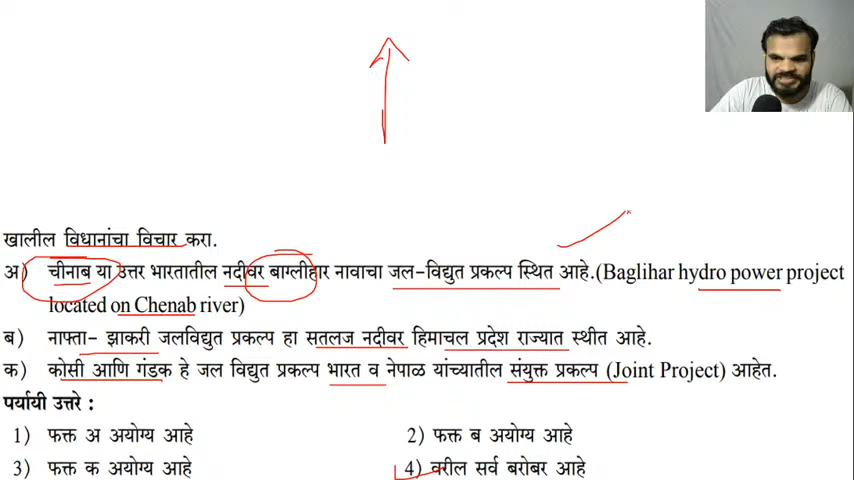 खालील विधानांचा विचार करा.
अ) चीनाब या उत्तर भारतातील नदीवर बाग्लीहार नावाचा जल-विद्युत प्रकल्प स्थित आहे.(Baglihar hydro power project
located on Chenab river)
ब) नाफ्ता- झाकरी जलविद्युत प्रकल्प हा सतलज नदीवर हिमाचल प्रदेश राज्यात स्थीत आहे.
क) कोसी आणि गंडक हे जल विद्युत प्रकल्प भारत व नेपाळ यांच्यातील संयुक्त प्रकल्प (Joint Project) आहेत.
पर्यायी उत्तरे :
1) फक्त अ अयोग्य आहे 2) फक्त ब अयोग्य आहे
3) फक्त क अयोग्य आहे 4) वरील सर्व बरोबर आहे